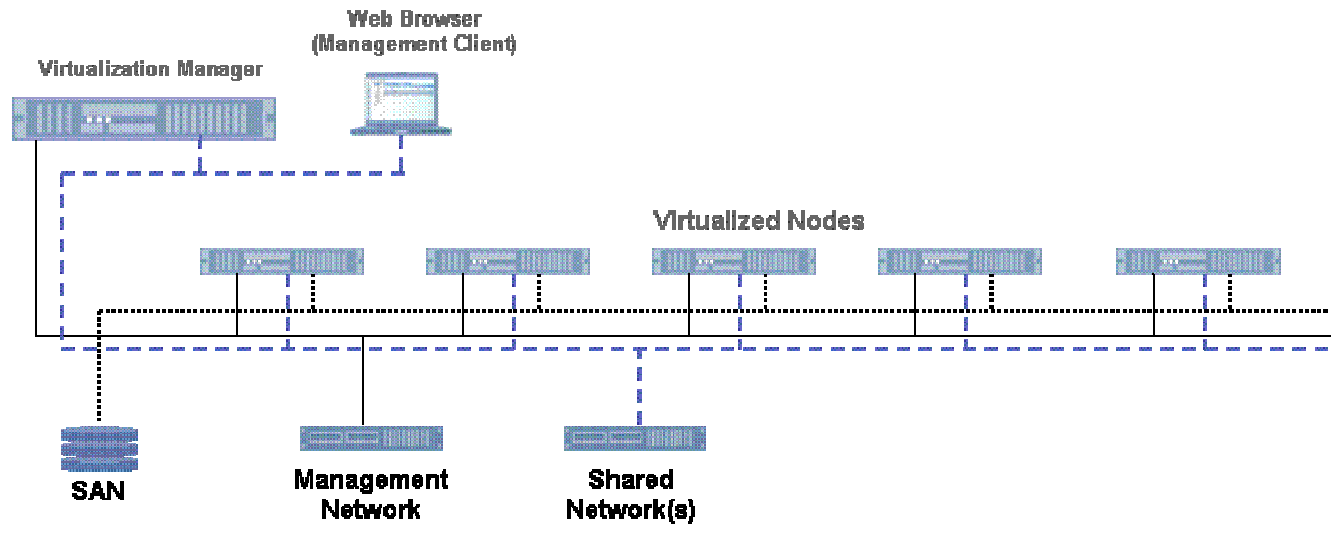 Web Browser
(Management Client)
Virtualization Manager
Virtualized Nodes
SAN
Management
Network
Shared
Network(s)